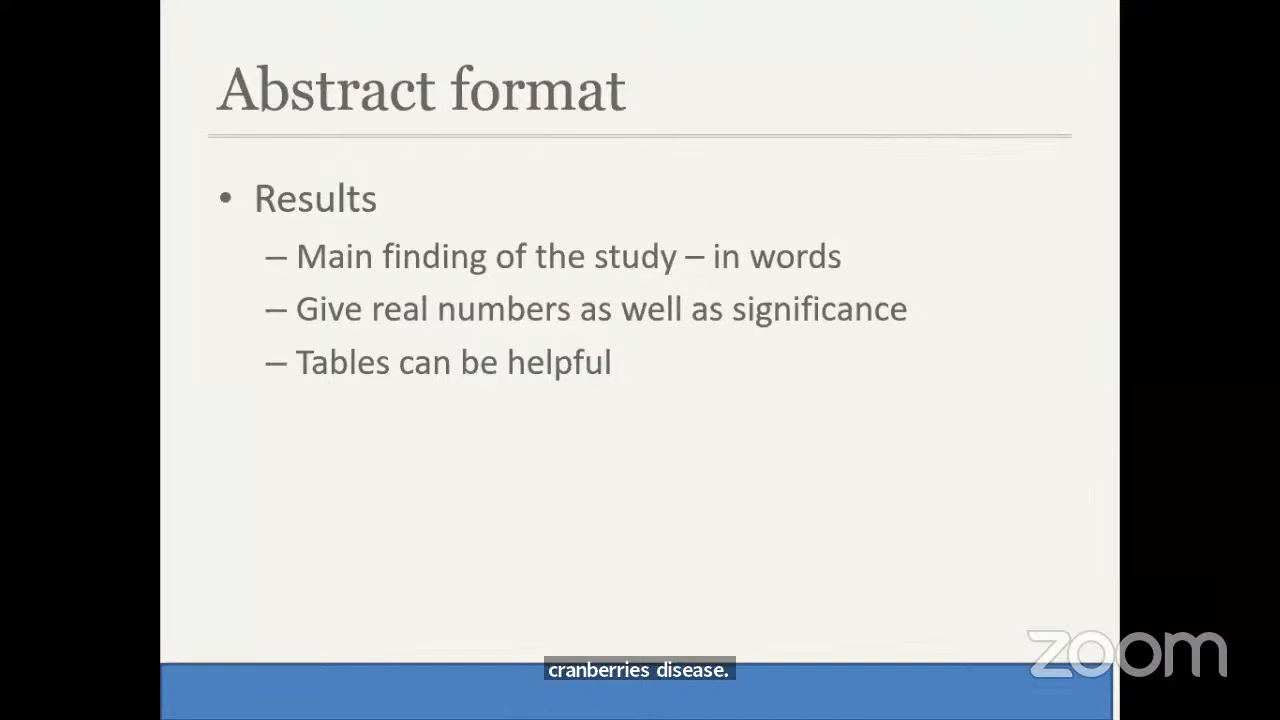 Abstract format
• Results
– Main finding of the study – in words
– Give real numbers as well as significance
– Tables can be helpful
zoom
cranberries disease.